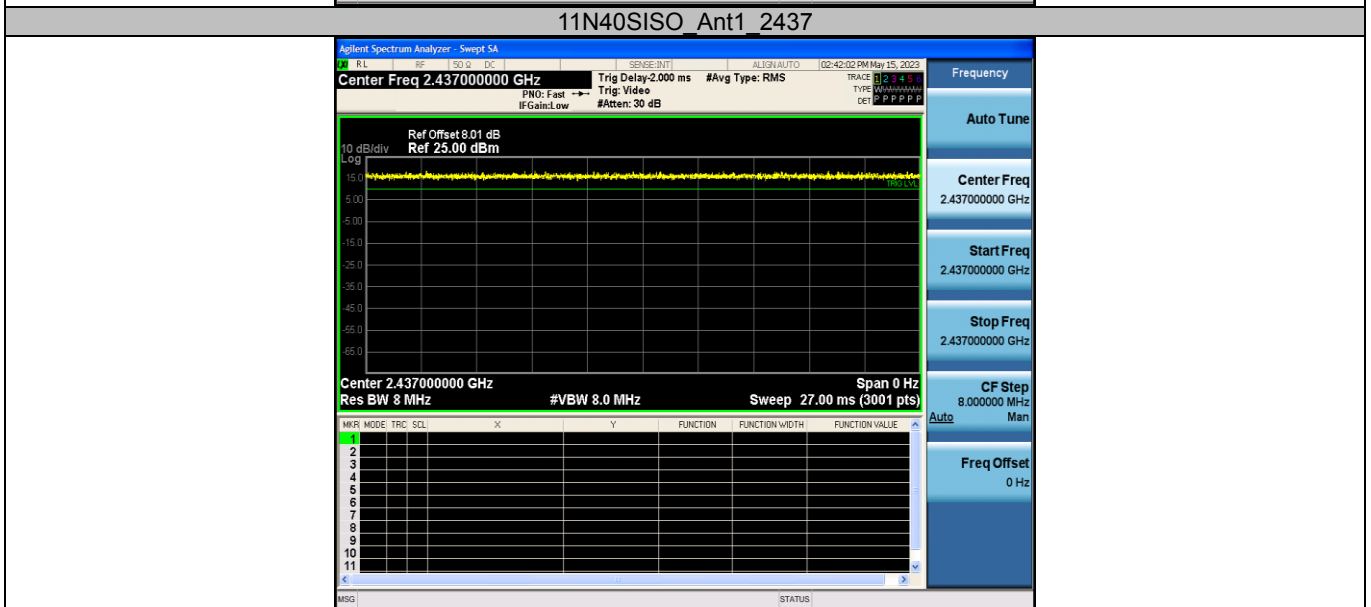 11N40SISO_Ant1_2437
Agilent Spectrum Analyzer - Swept SA
LXI RL RF 50 Ω DC SENSE:INT ALIGNAUTO 02:42:02 PM May 15, 2023
Center Freq 2.437000000 GHz
PNO: Fast
IFGain:Low
Trig Delay-2.000 ms #Avg Type: RMS
Trig: Video
#Atten: 30 dB
TRACE 1 2 3 4 5 6
TYPE WWWWWW
DET P P P P P P
Ref Offset 8.01 dB
10 dB/div Ref 25.00 dBm
Log
15.0
TRIG LVL
5.00
-5.00
-15.0
-25.0
-35.0
-45.0
-55.0
-65.0
Center 2.437000000 GHz Span 0 Hz
Res BW 8 MHz #VBW 8.0 MHz Sweep 27.00 ms (3001 pts)
MKR MODE TRC SCL X Y FUNCTION FUNCTION WIDTH FUNCTION VALUE
1
2
3
4
5
6
7
8
9
10
11
MSG STATUS
Frequency
Auto Tune
Center Freq
2.437000000 GHz
Start Freq
2.437000000 GHz
Stop Freq
2.437000000 GHz
CF Step
8.000000 MHz
Auto Man
Freq Offset
0 Hz